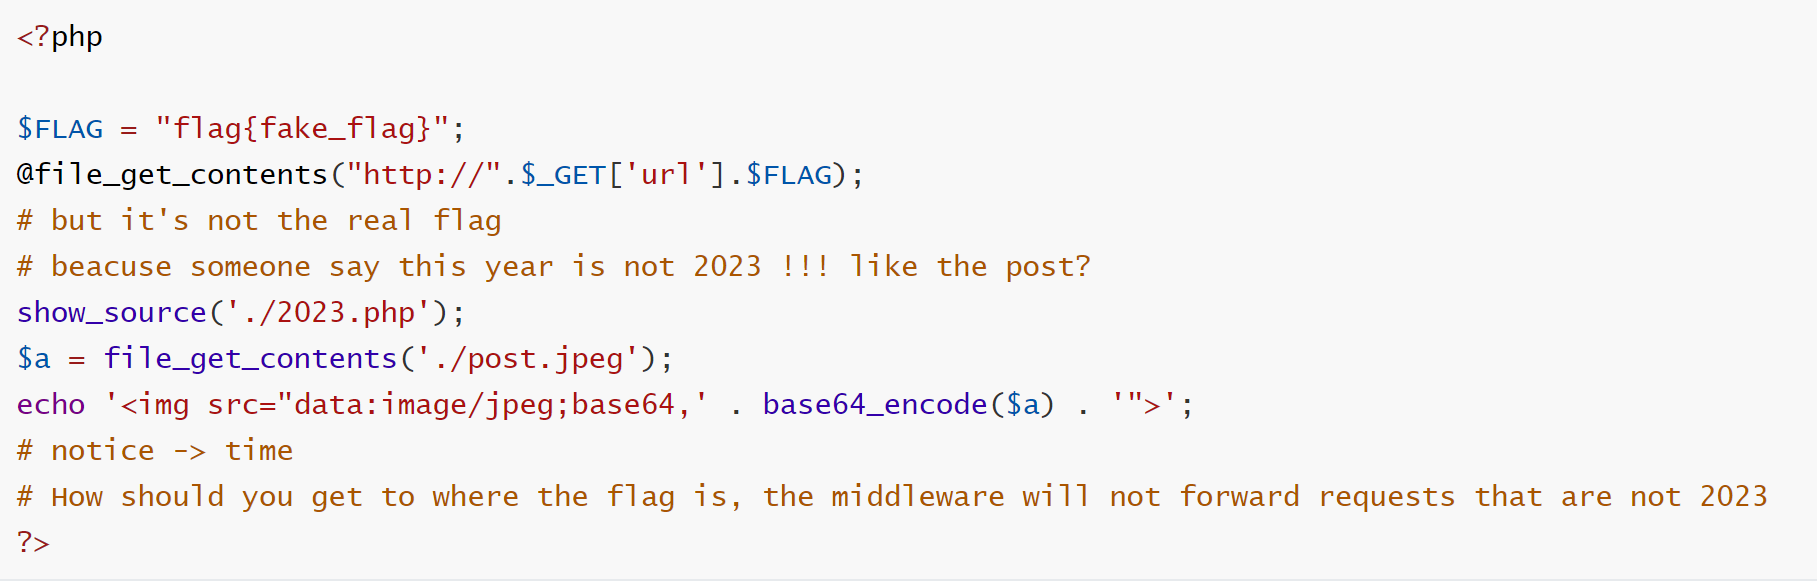 <?php
$FLAG = "flag{fake_flag}";
@file_get_contents("http://".$_GET['url'].$FLAG);
# but it's not the real flag
# beacuse someone say this year is not 2023 !!! like the post?
show_source('./2023.php');
$a = file_get_contents('./post.jpeg');
echo '<img src="data:image/jpeg;base64,' . base64_encode($a) . '">';
# notice -> time
# How should you get to where the flag is, the middleware will not forward requests that are not 2023
?>